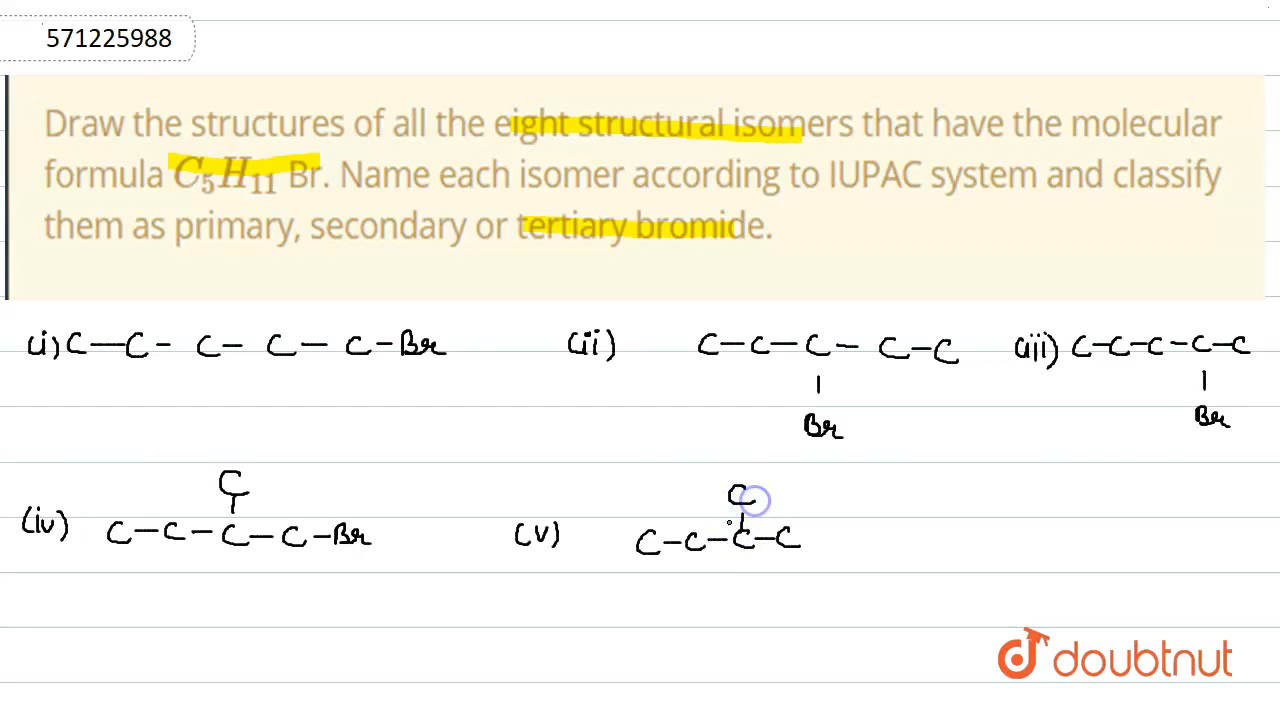 571225988
Draw the structures of all the eight structural isomers that have the molecular
formula C₅H₁₁ Br. Name each isomer according to IUPAC system and classify
them as primary, secondary or tertiary bromide.
(i) C — C - C - C - C - Br (ii) C - C - C - C - C (iii) C-C-C-C-C
Br Br
C C
(iv) C - C - C - C - Br (v) C - C - C - C
doubtnut